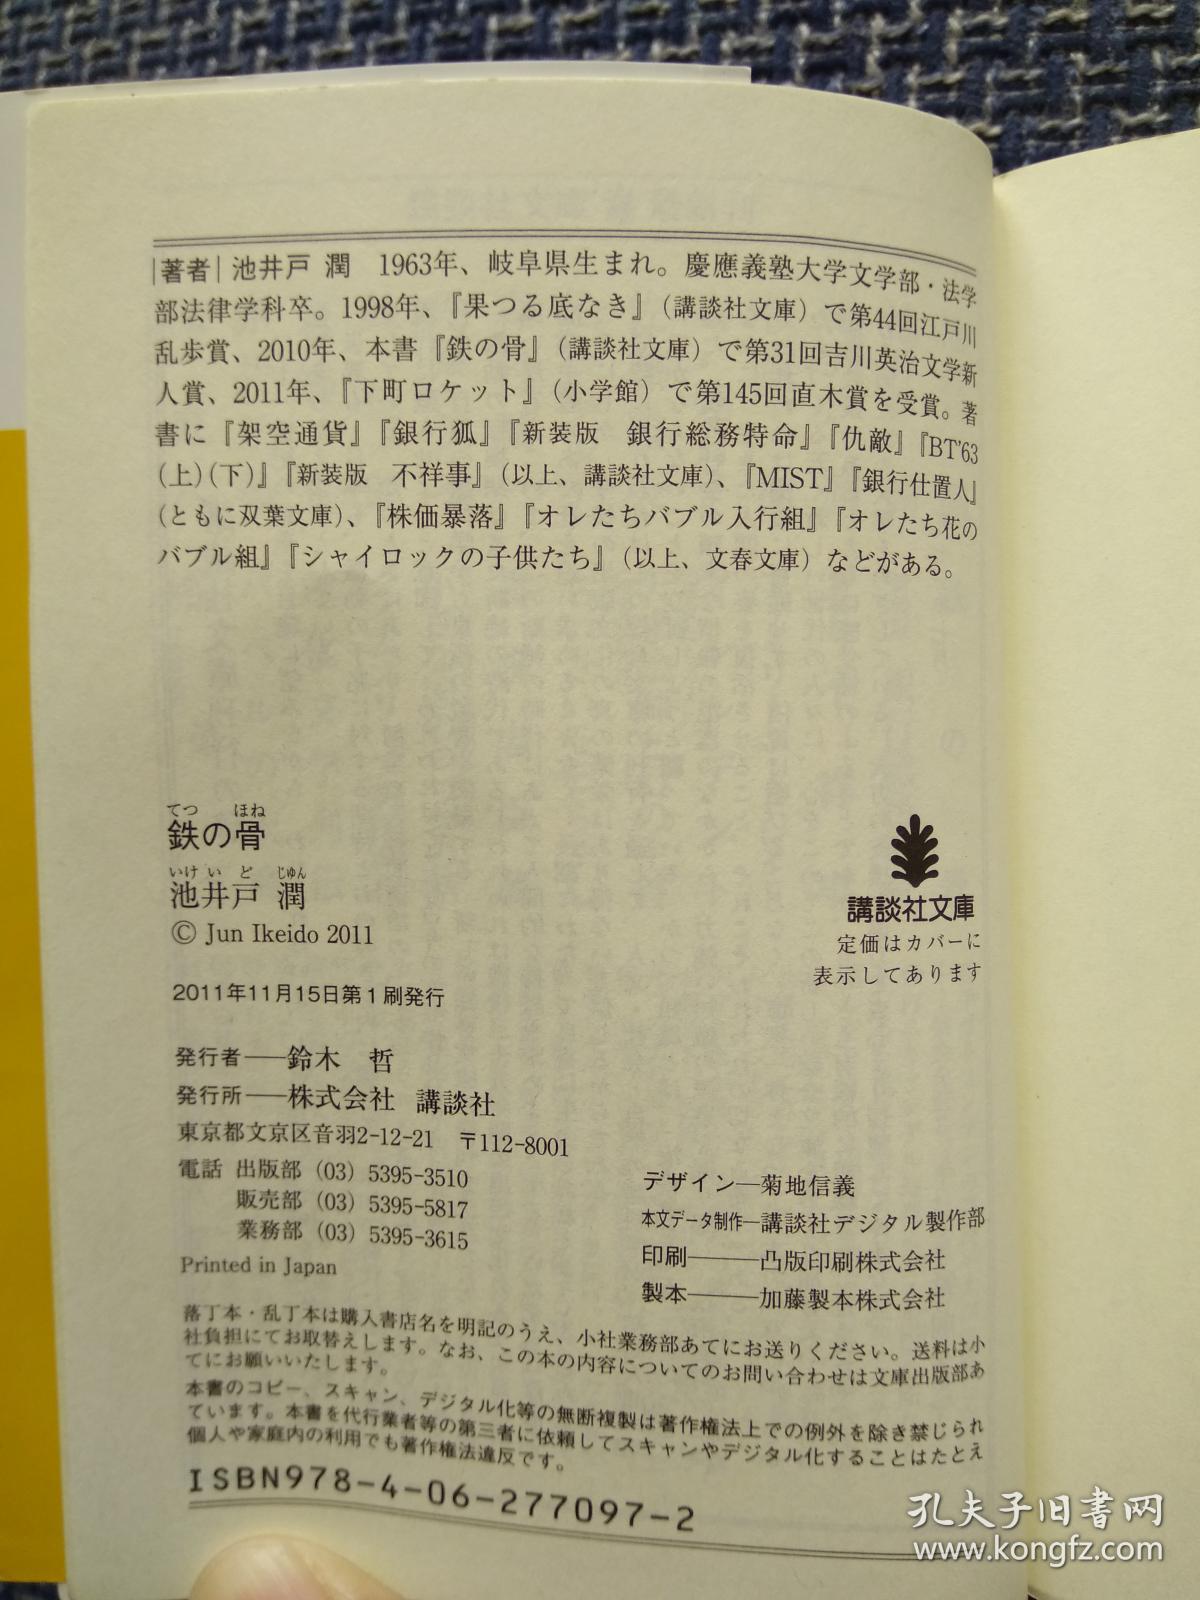 |著者| 池井戸 潤　1963年、岐阜県生まれ。慶應義塾大学文学部・法学
部法律学科卒。1998年、『果つる底なき』（講談社文庫）で第44回江戸川
乱歩賞、2010年、本書『鉄の骨』（講談社文庫）で第31回吉川英治文学新
人賞、2011年、『下町ロケット』（小学館）で第145回直木賞を受賞。著
書に『架空通貨』『銀行狐』『新装版　銀行総務特命』『仇敵』『BT'63
（上）（下）』『新装版　不祥事』（以上、講談社文庫）、『MIST』『銀行仕置人』
（ともに双葉文庫）、『株価暴落』『オレたちバブル入行組』『オレたち花の
バブル組』『シャイロックの子供たち』（以上、文春文庫）などがある。
てつ　ほね
鉄の骨
いけいど　じゅん
池井戸 潤
© Jun Ikeido 2011
講談社文庫
定価はカバーに
表示してあります
2011年11月15日第1刷発行
発行者——鈴木　哲
発行所——株式会社 講談社
東京都文京区音羽2-12-21　〒112-8001
電話 出版部 (03) 5395-3510
販売部 (03) 5395-5817
業務部 (03) 5395-3615
Printed in Japan
デザイン—菊地信義
本文データ制作—講談社デジタル製作部
印刷———凸版印刷株式会社
製本———加藤製本株式会社
落丁本・乱丁本は購入書店名を明記のうえ、小社業務部あてにお送りください。送料は小
社負担にてお取替えします。なお、この本の内容についてのお問い合わせは文庫出版部あ
てにお願いいたします。
本書のコピー、スキャン、デジタル化等の無断複製は著作権法上での例外を除き禁じられ
ています。本書を代行業者等の第三者に依頼してスキャンやデジタル化することはたとえ
個人や家庭内の利用でも著作権法違反です。
ISBN978-4-06-277097-2
孔夫子旧书网
www.kongfz.com